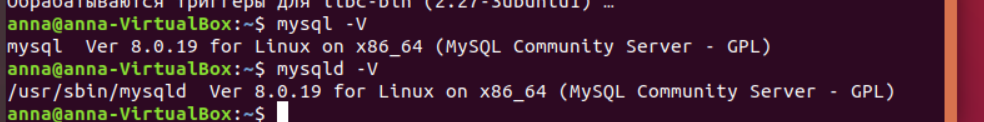 Обрабатываются триггеры для libc-bin (2.27-3ubuntu1) …
anna@anna-VirtualBox:~$ mysql -V
mysql  Ver 8.0.19 for Linux on x86_64 (MySQL Community Server - GPL)
anna@anna-VirtualBox:~$ mysqld -V
/usr/sbin/mysqld  Ver 8.0.19 for Linux on x86_64 (MySQL Community Server - GPL)
anna@anna-VirtualBox:~$